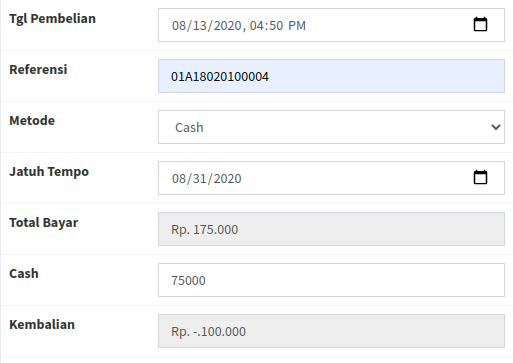 Tgl Pembelian 08/13/2020, 04:50 PM
Referensi 01A18020100004
Metode Cash
Jatuh Tempo 08/31/2020
Total Bayar Rp. 175.000
Cash 75000
Kembalian Rp. -.100.000